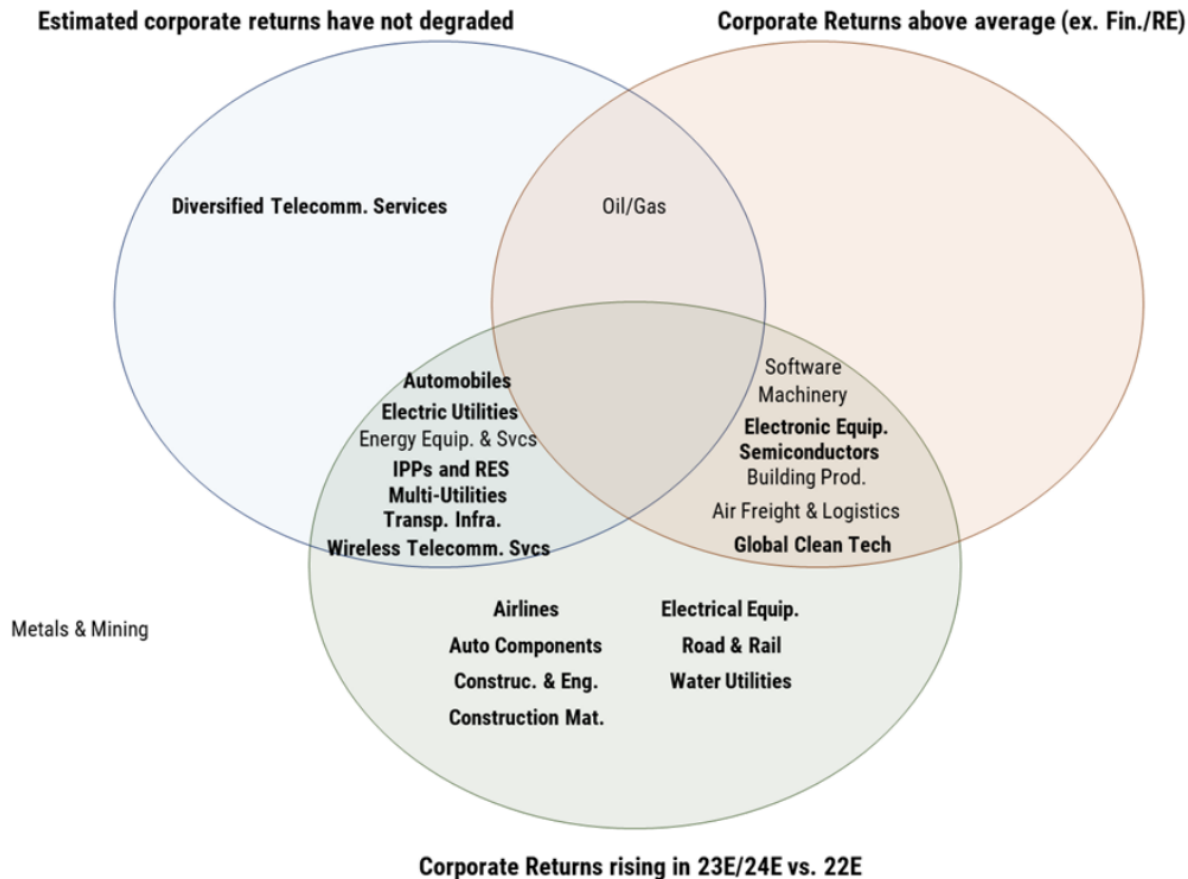 Estimated corporate returns have not degraded
Corporate Returns above average (ex. Fin./RE)
Diversified Telecomm. Services
Oil/Gas
Automobiles
Electric Utilities
Energy Equip. & Svcs
IPPs and RES
Multi-Utilities
Transp. Infra.
Wireless Telecomm. Svcs
Software
Machinery
Electronic Equip.
Semiconductors
Building Prod.
Air Freight & Logistics
Global Clean Tech
Metals & Mining
Airlines
Auto Components
Construc. & Eng.
Construction Mat.
Electrical Equip.
Road & Rail
Water Utilities
Corporate Returns rising in 23E/24E vs. 22E